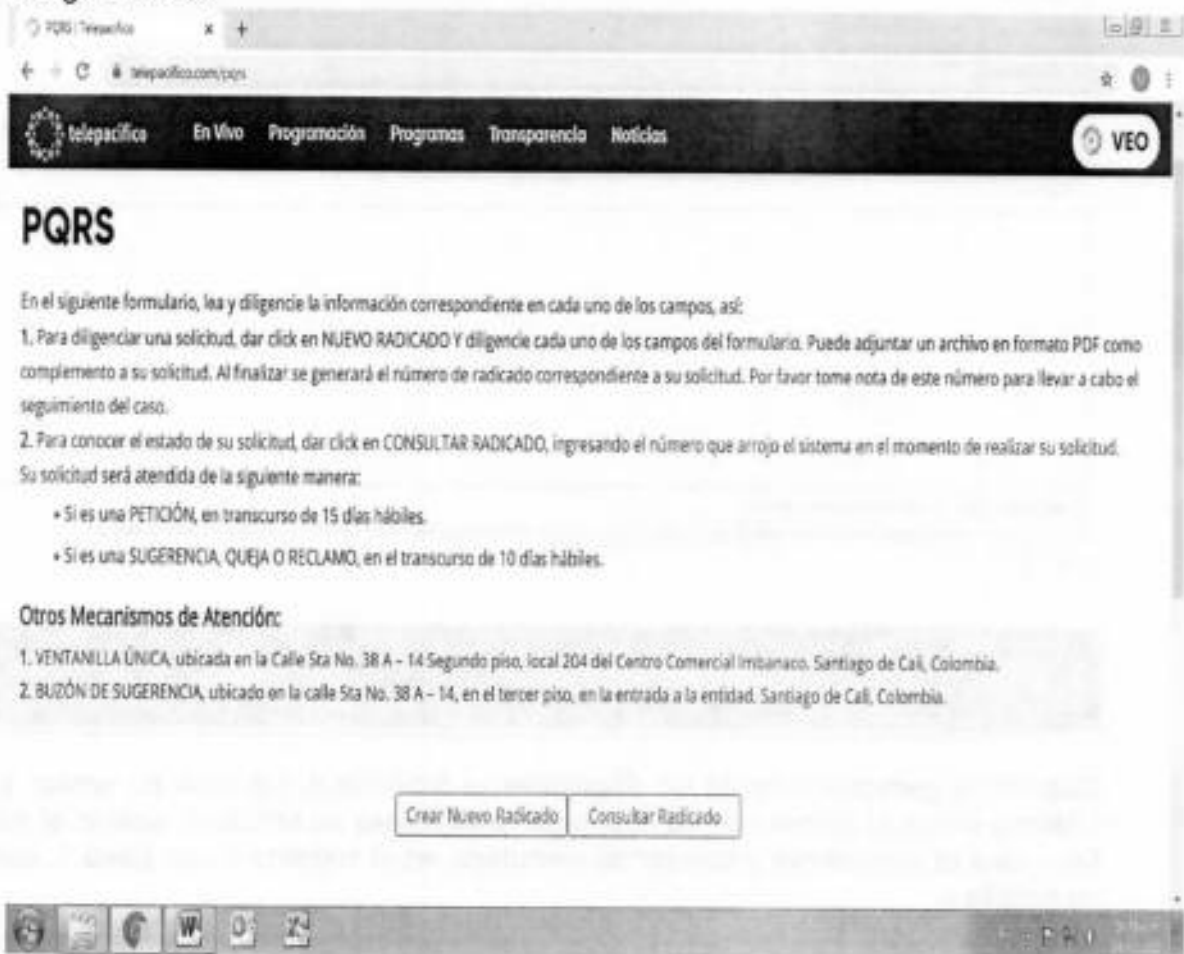 PQRS | Telepacífico
telepacifico.com/pqrs
telepacífico En Vivo Programación Programas Transparencia Noticias VEO
PQRS
En el siguiente formulario, lea y diligencie la información correspondiente en cada uno de los campos, así:
1. Para diligenciar una solicitud, dar click en NUEVO RADICADO Y diligencie cada uno de los campos del formulario. Puede adjuntar un archivo en formato PDF como
complemento a su solicitud. Al finalizar se generará el número de radicado correspondiente a su solicitud. Por favor tome nota de este número para llevar a cabo el
seguimiento del caso.
2. Para conocer el estado de su solicitud, dar click en CONSULTAR RADICADO, ingresando el número que arrojo el sistema en el momento de realizar su solicitud.
Su solicitud será atendida de la siguiente manera:
• Si es una PETICIÓN, en transcurso de 15 días hábiles.
• Si es una SUGERENCIA, QUEJA O RECLAMO, en el transcurso de 10 días hábiles.
Otros Mecanismos de Atención:
1. VENTANILLA ÚNICA, ubicada en la Calle 5ta No. 38 A – 14 Segundo piso, local 204 del Centro Comercial Imbanaco. Santiago de Cali, Colombia.
2. BUZÓN DE SUGERENCIA, ubicado en la calle 5ta No. 38 A – 14, en el tercer piso, en la entrada a la entidad. Santiago de Cali, Colombia.
Crear Nuevo Radicado Consultar Radicado